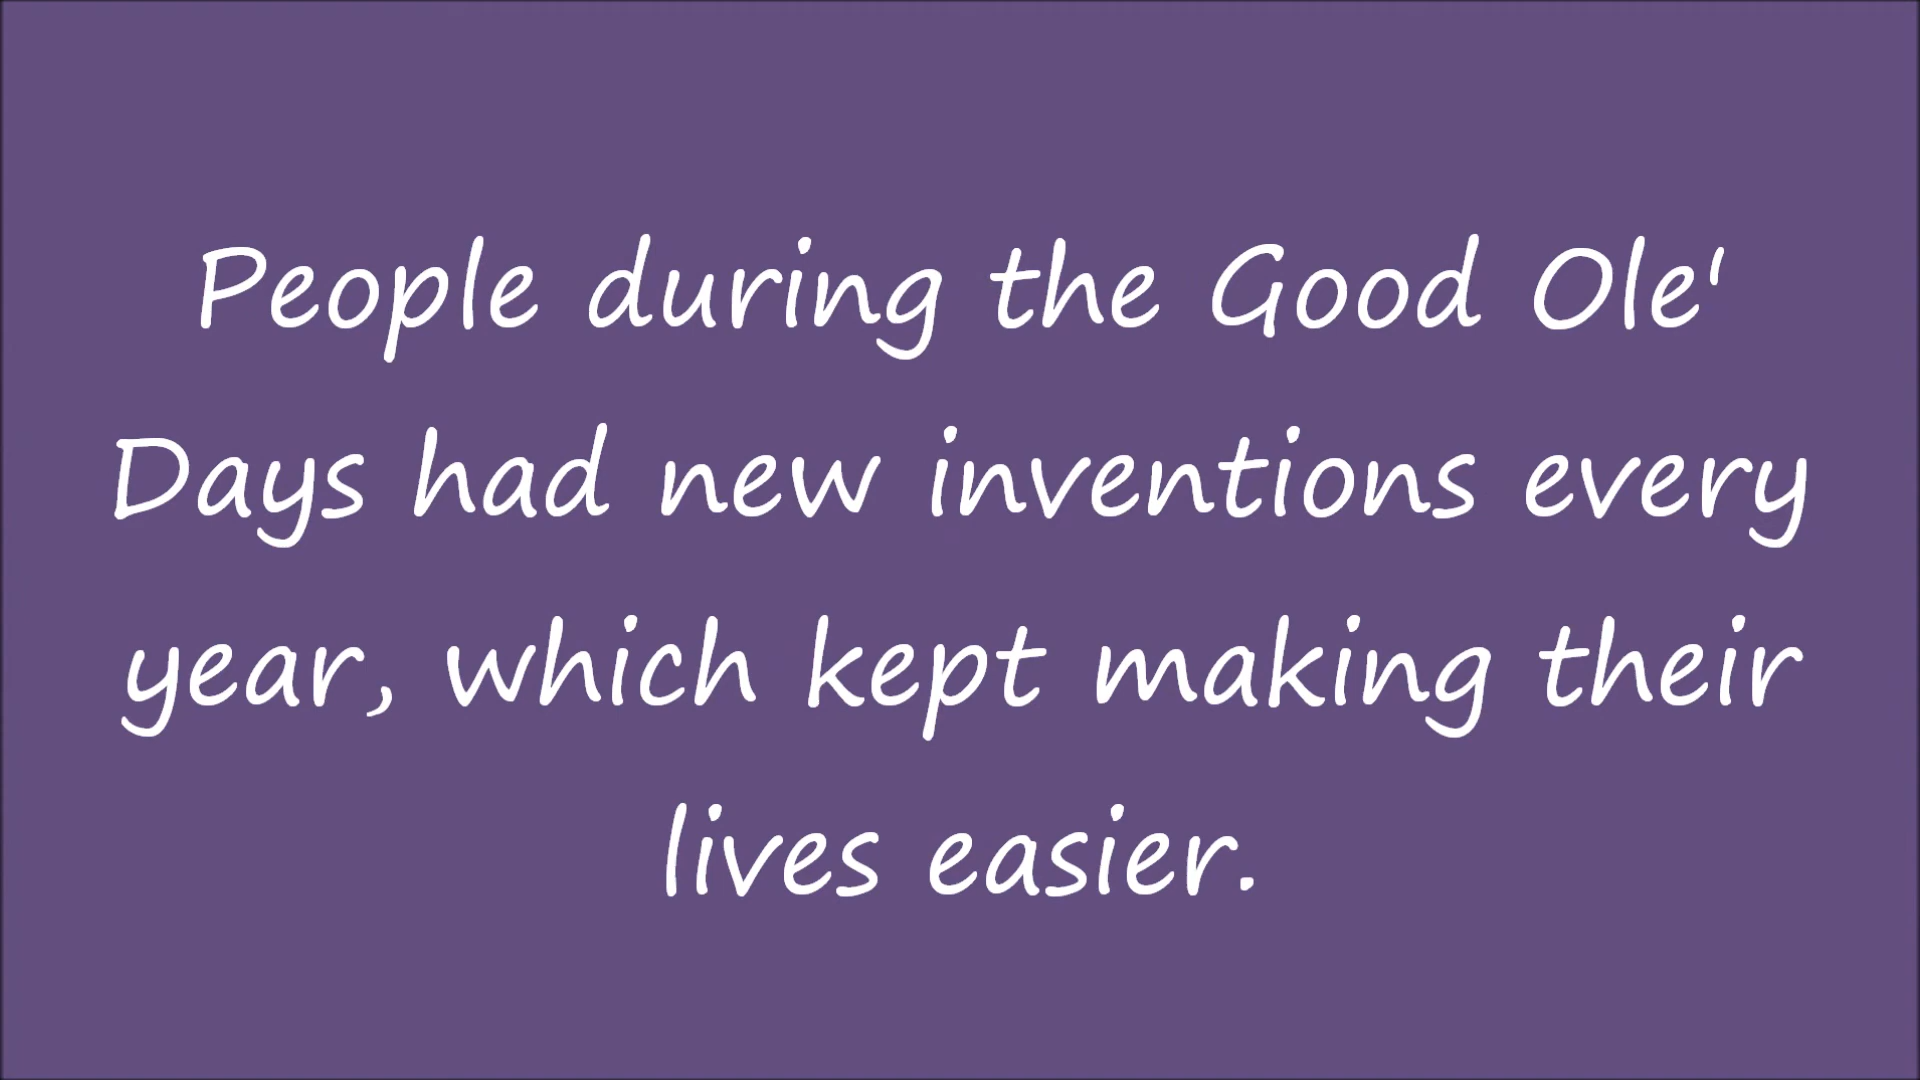 People during the Good Ole'
Days had new inventions every
year, which kept making their
lives easier.